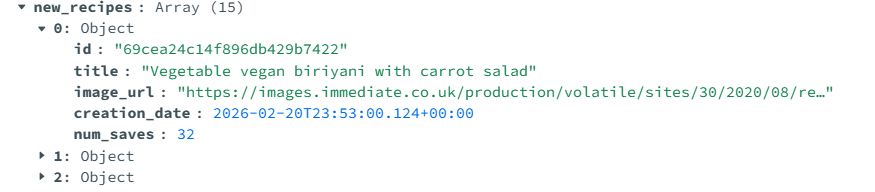 new_recipes : Array (15)
0: Object
id : "69cea24c14f896db429b7422"
title : "Vegetable vegan biriyani with carrot salad"
image_url : "https://images.immediate.co.uk/production/volatile/sites/30/2020/08/re…"
creation_date : 2026-02-20T23:53:00.124+00:00
num_saves : 32
1: Object
2: Object